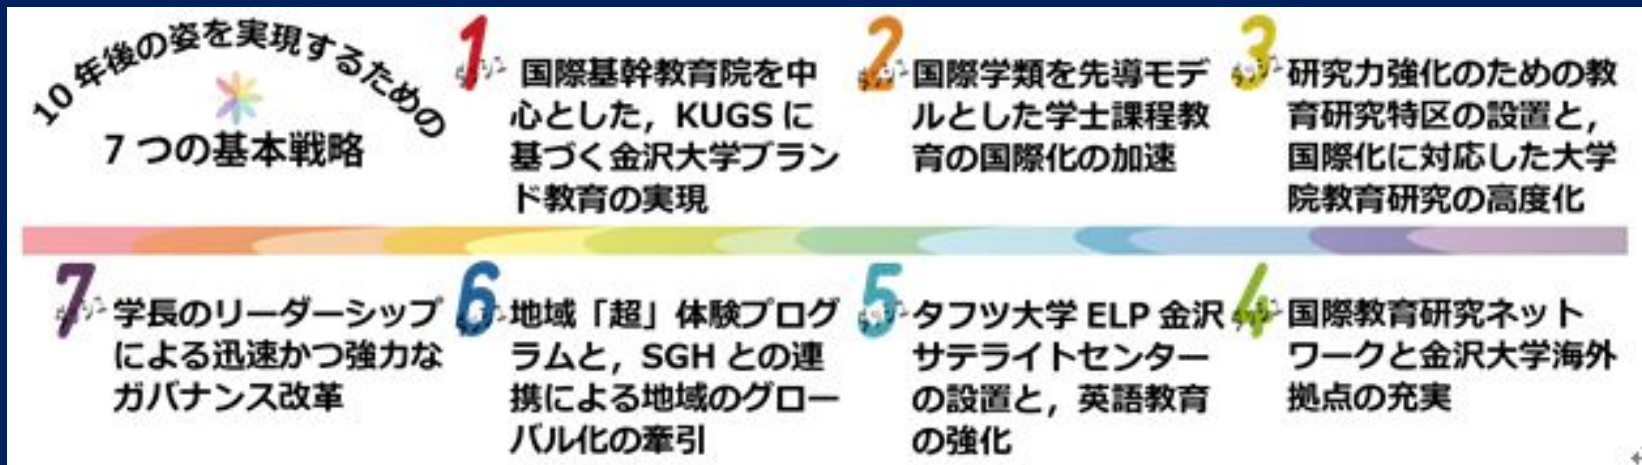 10年後の姿を実現するための
7つの基本戦略
1
国際基幹教育院を中
心とした，KUGSに
基づく金沢大学ブラン
ド教育の実現
2
国際学類を先導モデ
ルとした学士課程教
育の国際化の加速
3
研究力強化のための教
育研究特区の設置と，
国際化に対応した大学
院教育研究の高度化
4
国際教育研究ネット
ワークと金沢大学海外
拠点の充実
5
タフツ大学 ELP 金沢
サテライトセンター
の設置と，英語教育
の強化
6
地域「超」体験プログ
ラムと，SGH との連
携による地域のグロー
バル化の牽引
7
学長のリーダーシップ
による迅速かつ強力な
ガバナンス改革